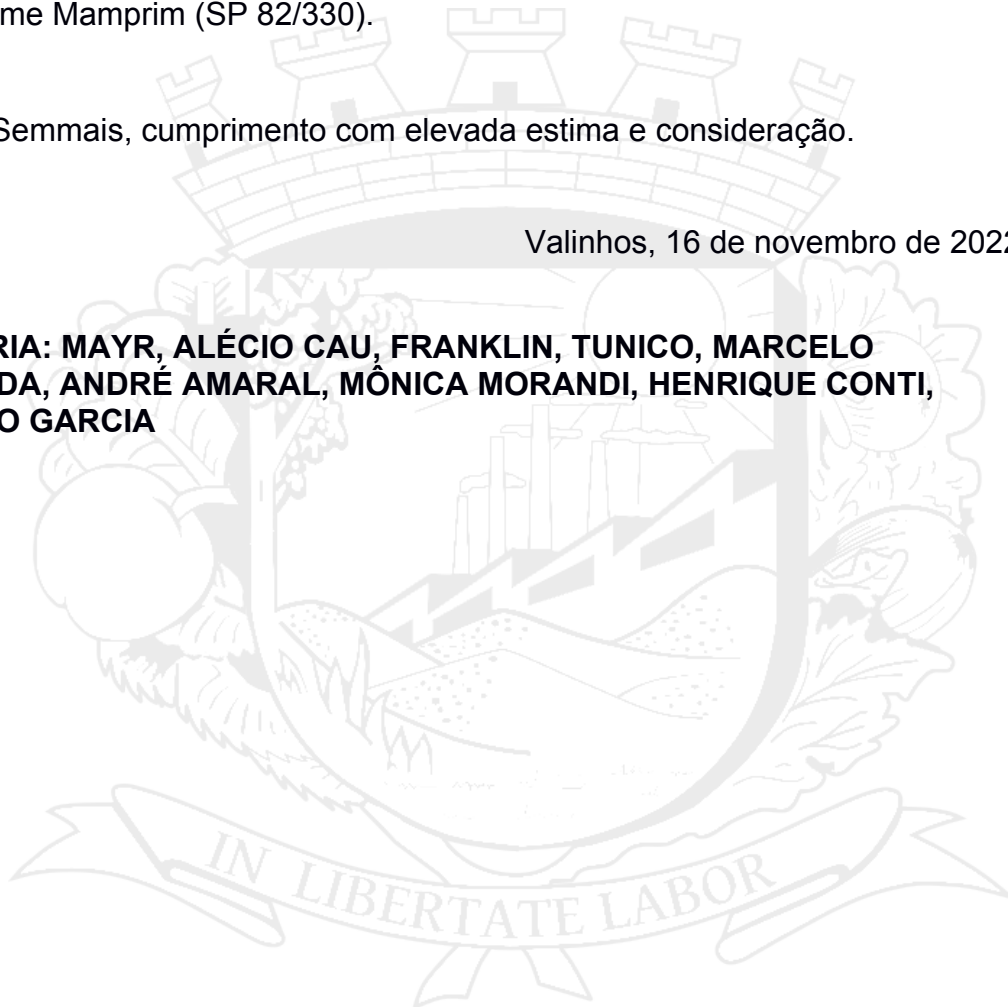 me Mamprim (SP 82/330).
Semmais, cumprimento com elevada estima e consideração.
Valinhos, 16 de novembro de 2022
RIA: MAYR, ALÉCIO CAU, FRANKLIN, TUNICO, MARCELO
DA, ANDRÉ AMARAL, MÔNICA MORANDI, HENRIQUE CONTI,
O GARCIA
IN LIBERTATE LABOR